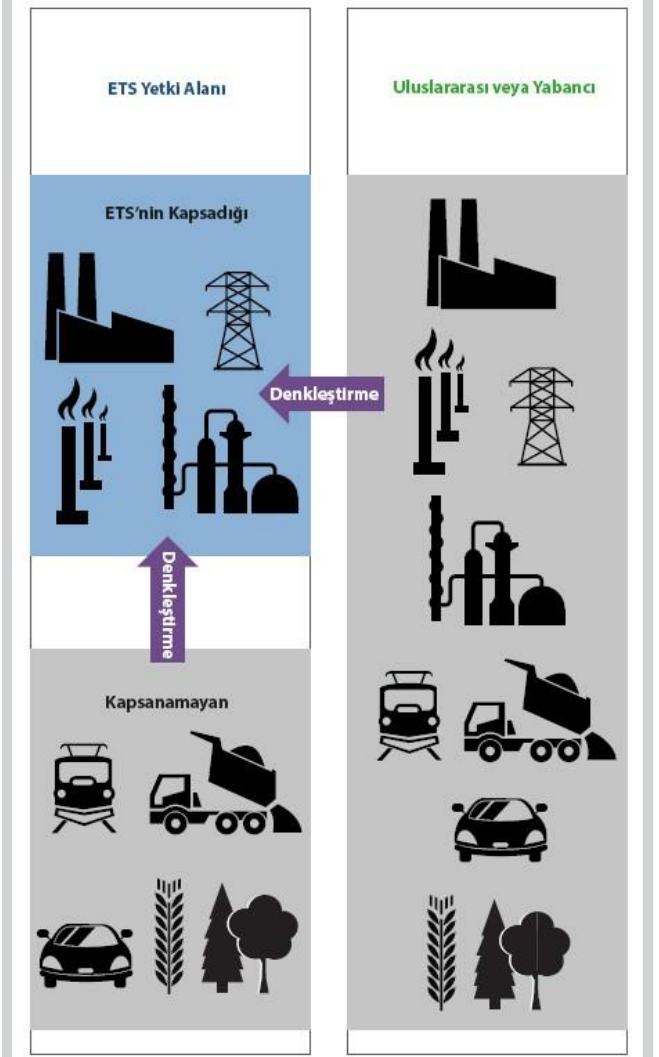 ETS Yetki Alanı
Uluslararası veya Yabancı
ETS’nin Kapsadığı
Denkleştirme
Denkleştirme
Kapsanamayan